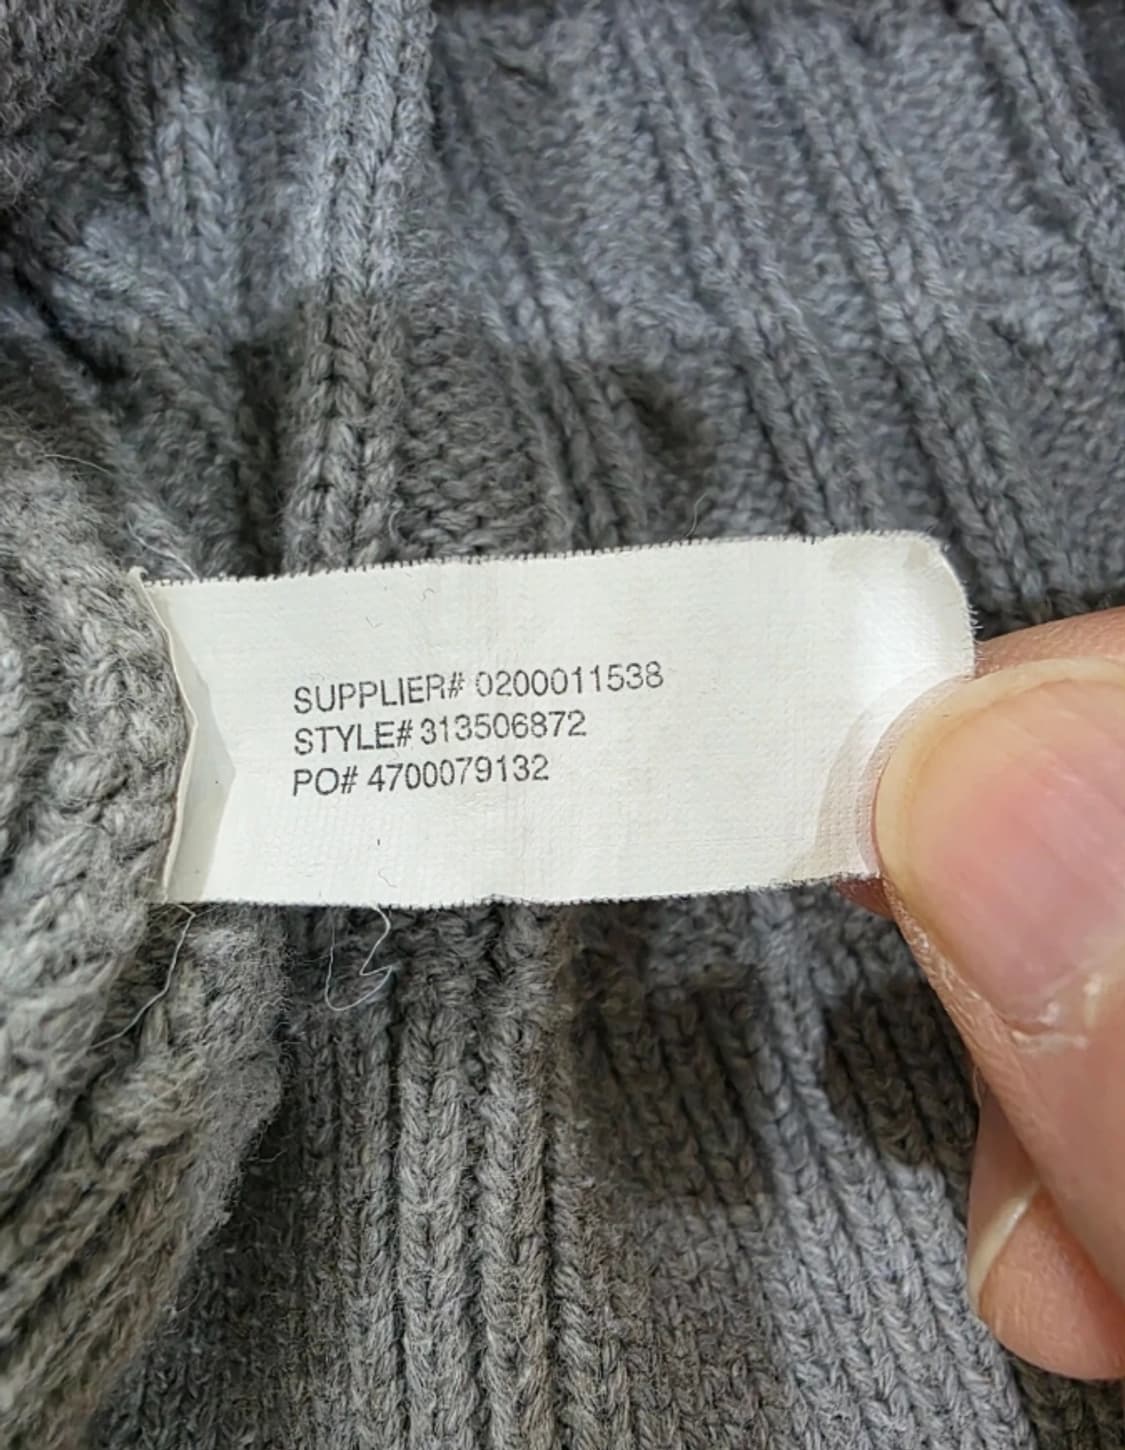 SUPPLIER# 0200011538
STYLE# 313506872
PO# 4700079132